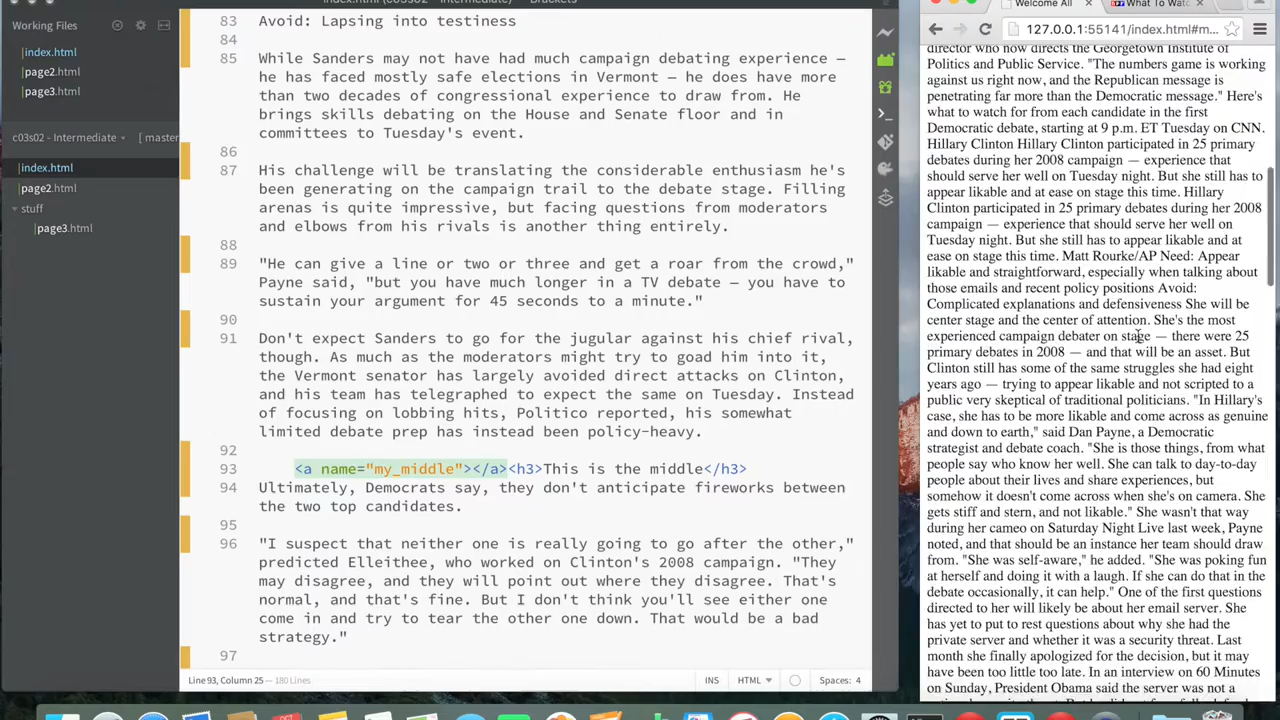 index.html - (c03s02 - Intermediate) - Brackets
Working Files
index.html
page2.html
page3.html
c03s02 - Intermediate
[ master
index.html
page2.html
stuff
page3.html
83 Avoid: Lapsing into testiness
84
85 While Sanders may not have had much campaign debating experience —
he has faced mostly safe elections in Vermont — he does have more
than two decades of congressional experience to draw from. He
brings skills debating on the House and Senate floor and in
committees to Tuesday's event.
86
87 His challenge will be translating the considerable enthusiasm he's
been generating on the campaign trail to the debate stage. Filling
arenas is quite impressive, but facing questions from moderators
and elbows from his rivals is another thing entirely.
88
89 "He can give a line or two or three and get a roar from the crowd,"
Payne said, "but you have much longer in a TV debate — you have to
sustain your argument for 45 seconds to a minute."
90
91 Don't expect Sanders to go for the jugular against his chief rival,
though. As much as the moderators might try to goad him into it,
the Vermont senator has largely avoided direct attacks on Clinton,
and his team has telegraphed to expect the same on Tuesday. Instead
of focusing on lobbing hits, Politico reported, his somewhat
limited debate prep has instead been policy-heavy.
92
93 <a name="my_middle"></a><h3>This is the middle</h3>
94 Ultimately, Democrats say, they don't anticipate fireworks between
the two top candidates.
95
96 "I suspect that neither one is really going to go after the other,"
predicted Elleithee, who worked on Clinton's 2008 campaign. "They
may disagree, and they will point out where they disagree. That's
normal, and that's fine. But I don't think you'll see either one
come in and try to tear the other one down. That would be a bad
strategy."
97
Line 93, Column 25 — 180 Lines
INS
HTML
Spaces: 4
Welcome All
What to Wat
127.0.0.1:55141/index.html#m...
director who now directs the Georgetown Institute of
Politics and Public Service. "The numbers game is working
against us right now, and the Republican message is
penetrating far more than the Democratic message." Here's
what to watch for from each candidate in the first
Democratic debate, starting at 9 p.m. ET Tuesday on CNN.
Hillary Clinton Hillary Clinton participated in 25 primary
debates during her 2008 campaign — experience that
should serve her well on Tuesday night. But she still has to
appear likable and at ease on stage this time. Hillary
Clinton participated in 25 primary debates during her 2008
campaign — experience that should serve her well on
Tuesday night. But she still has to appear likable and at
ease on stage this time. Matt Rourke/AP Need: Appear
likable and straightforward, especially when talking about
those emails and recent policy positions Avoid:
Complicated explanations and defensiveness She will be
center stage and the center of attention. She's the most
experienced campaign debater on stage — there were 25
primary debates in 2008 — and that will be an asset. But
Clinton still has some of the same struggles she had eight
years ago — trying to appear likable and not scripted to a
public very skeptical of traditional politicians. "In Hillary's
case, she has to be more likable and come across as genuine
and down to earth," said Dan Payne, a Democratic
strategist and debate coach. "She is those things, from what
people say who know her well. She can talk to day-to-day
people about their lives and share experiences, but
somehow it doesn't come across when she's on camera. She
gets stiff and stern, and not likable." She wasn't that way
during her cameo on Saturday Night Live last week, Payne
noted, and that should be an instance her team should draw
from. "She was self-aware," he added. "She was poking fun
at herself and doing it with a laugh. If she can do that in the
debate occasionally, it can help." One of the first questions
directed to her will likely be about her email server. She
has yet to put to rest questions about why she had the
private server and whether it was a security threat. Last
month she finally apologized for the decision, but it may
have been too little too late. In an interview on 60 Minutes
on Sunday, President Obama said the server was not a